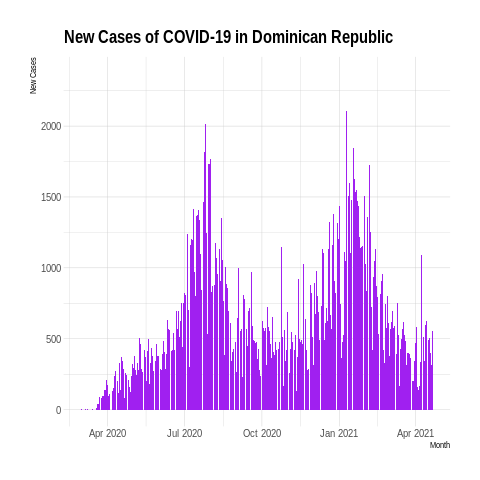 New Cases of COVID-19 in Dominican Republic
New Cases
2000
1500
1000
500
0
Apr 2020 Jul 2020 Oct 2020 Jan 2021 Apr 2021
Month